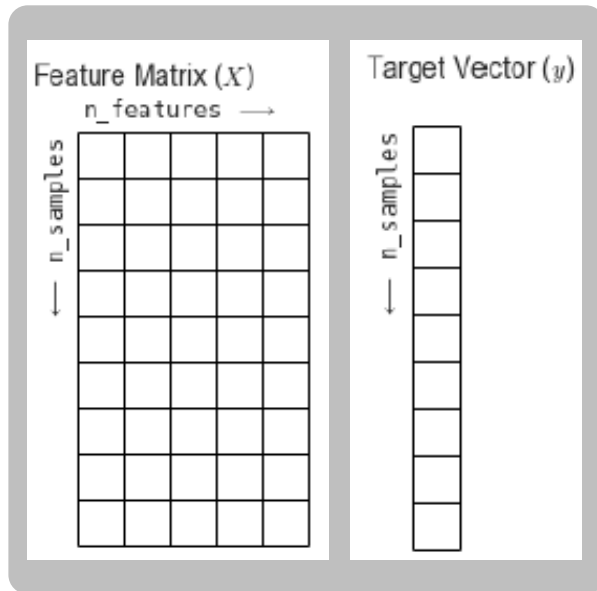 Feature Matrix (X)
n_features →
n_samples →
Target Vector (y)
n_samples →